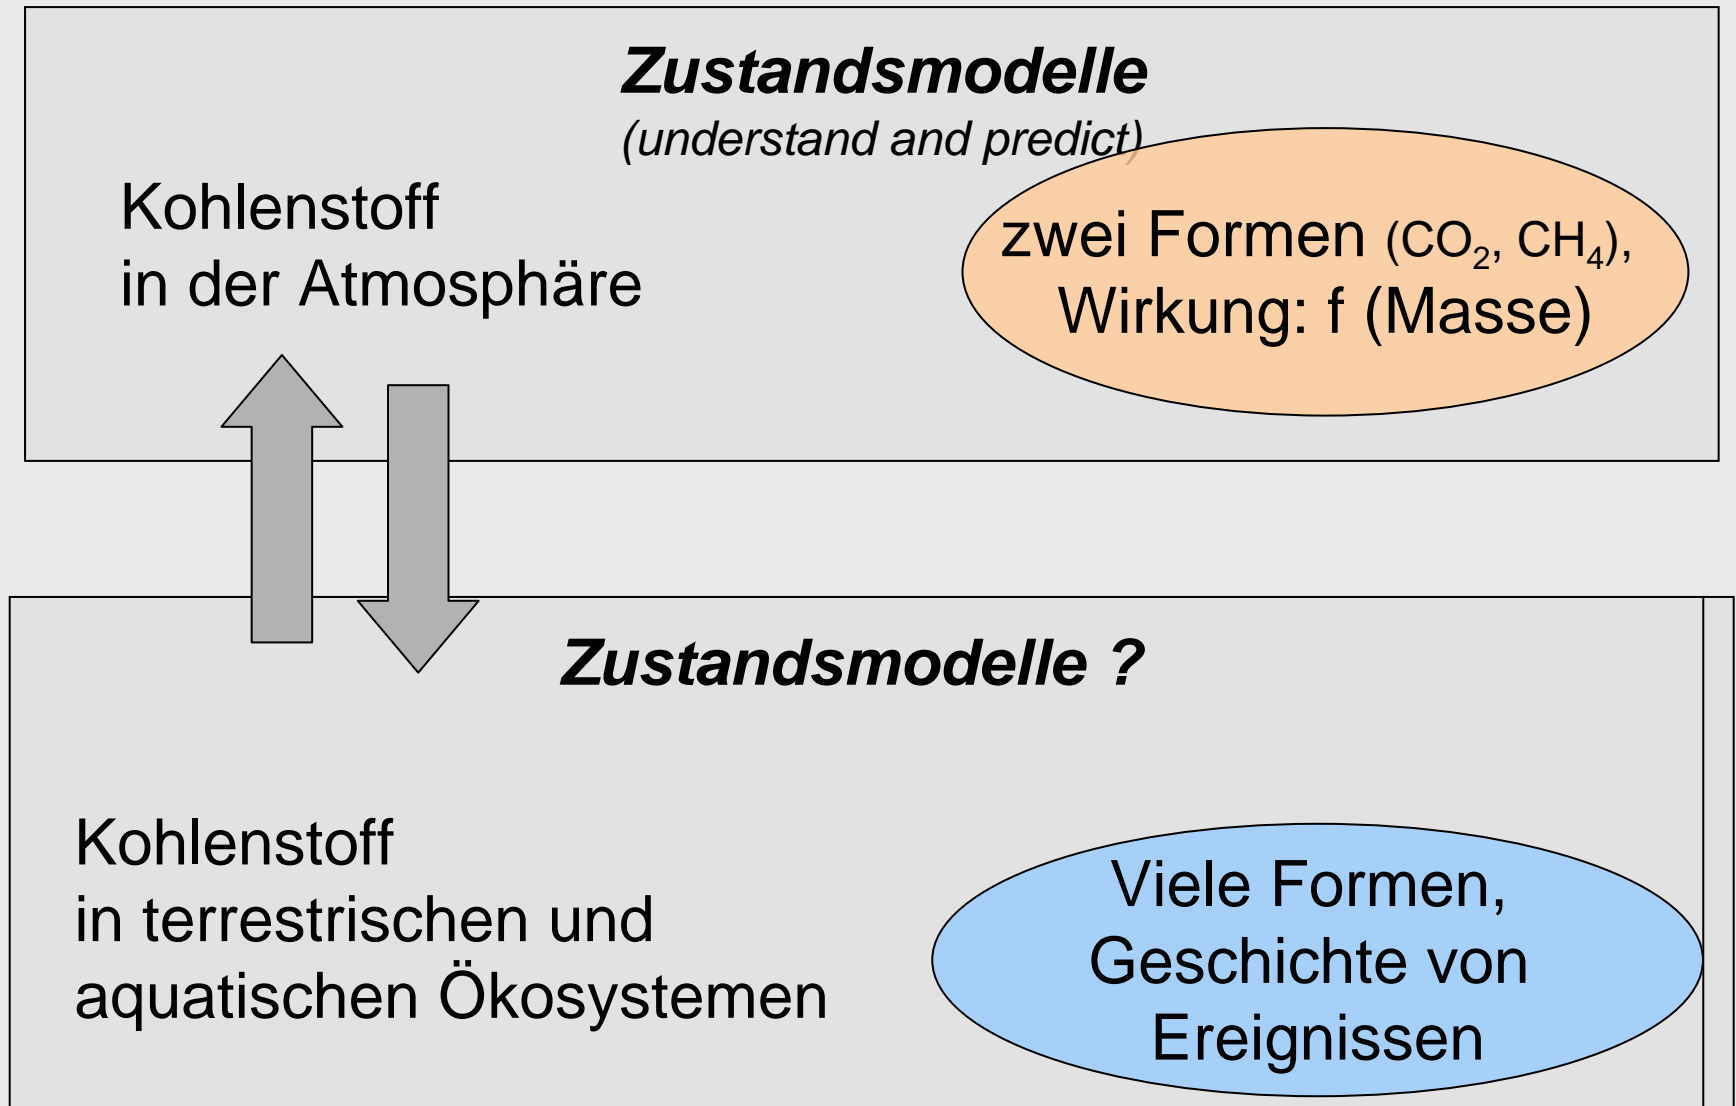 Zustandsmodelle
(understand and predict)
Kohlenstoff
in der Atmosphäre
zwei Formen (CO₂, CH₄),
Wirkung: f (Masse)
Zustandsmodelle ?
Kohlenstoff
in terrestrischen und
aquatischen Ökosystemen
Viele Formen,
Geschichte von
Ereignissen